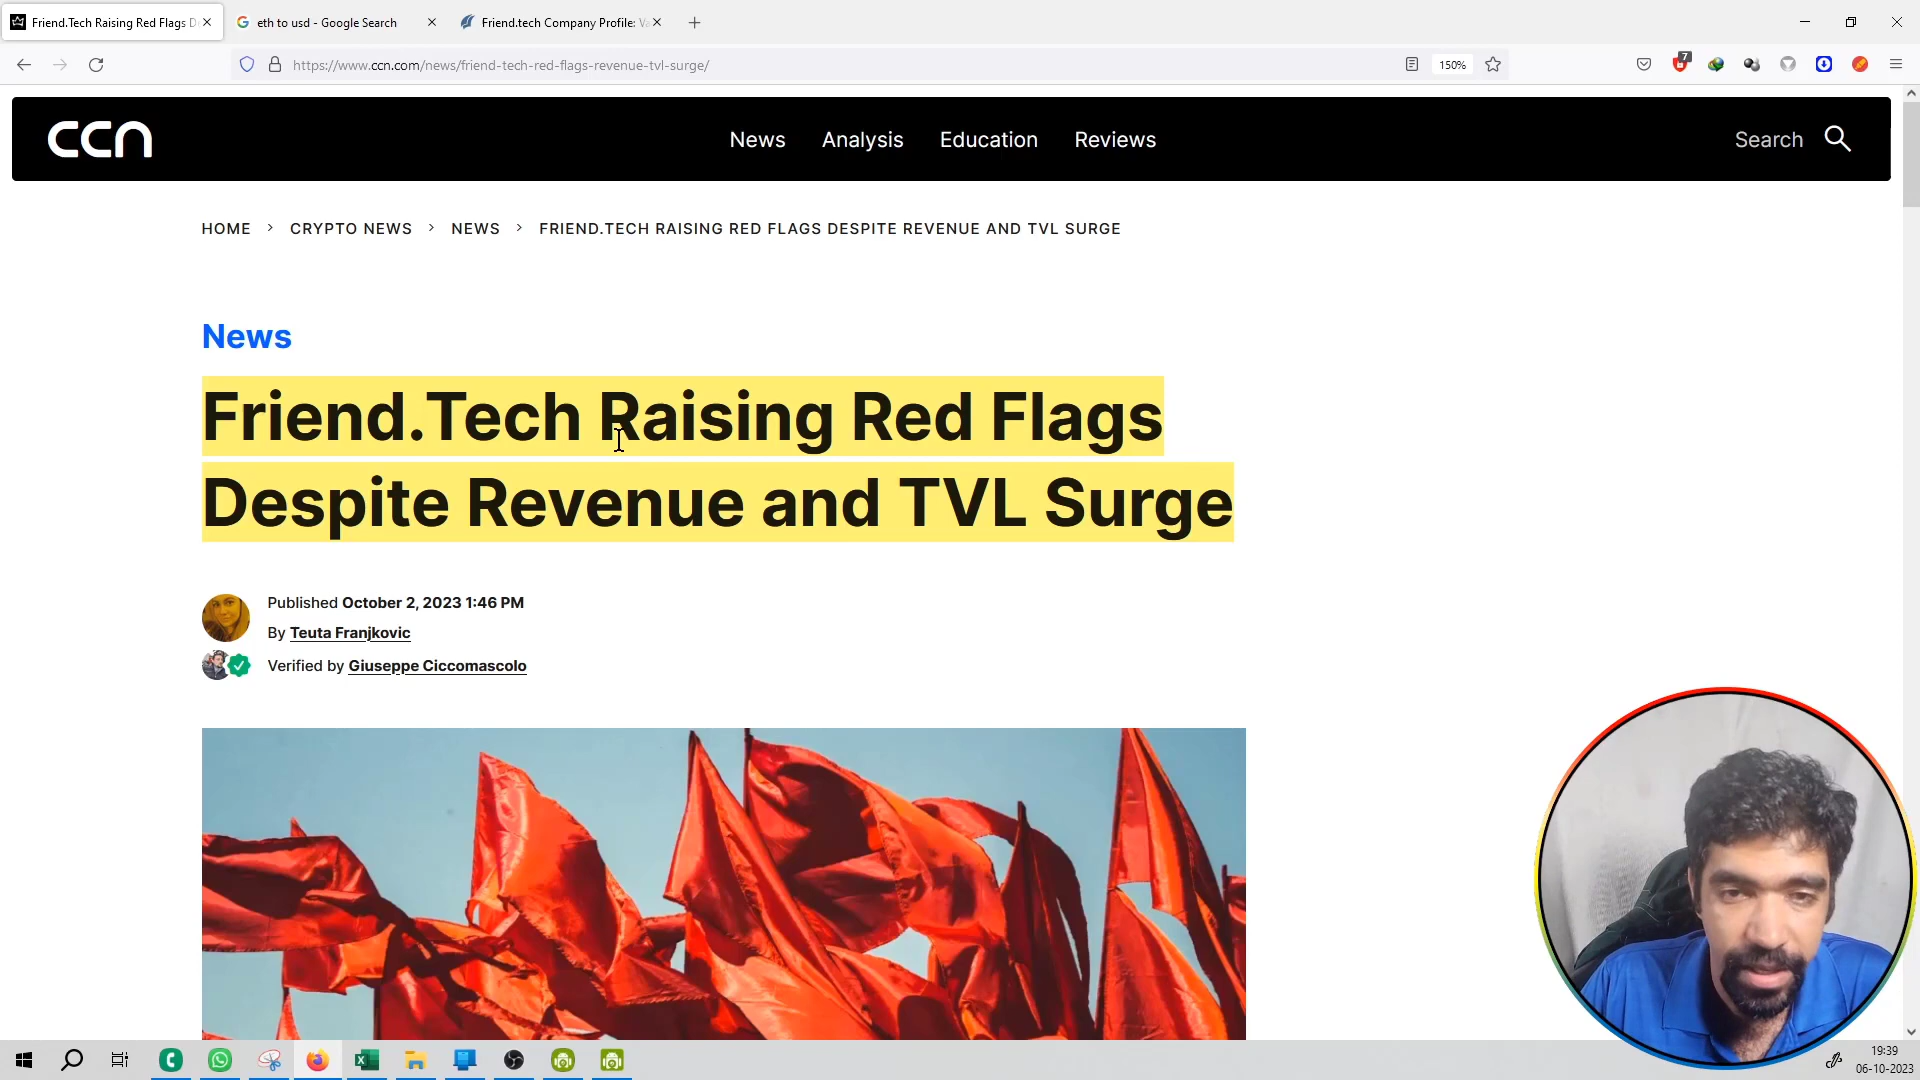 Friend.Tech Raising Red Flags D
eth to usd - Google Search
Friend.tech Company Profile: Va
https://www.ccn.com/news/friend-tech-red-flags-revenue-tvl-surge/
150%
7
ccn
News
Analysis
Education
Reviews
Search
HOME > CRYPTO NEWS > NEWS > FRIEND.TECH RAISING RED FLAGS DESPITE REVENUE AND TVL SURGE
News
Friend.Tech Raising Red Flags
Despite Revenue and TVL Surge
Published October 2, 2023 1:46 PM
By Teuta Franjkovic
Verified by Giuseppe Ciccomascolo
19:39
06-10-2023